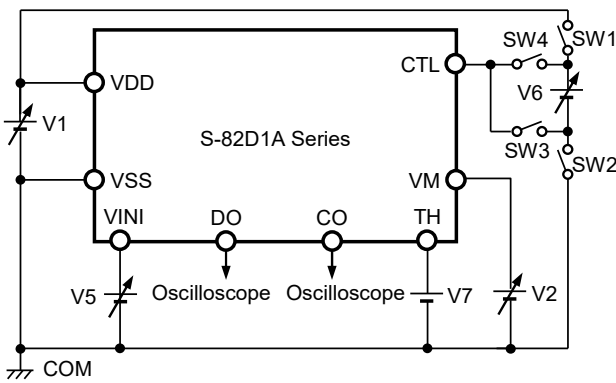 SW1
SW4
CTL
VDD
V6
V1
S-82D1A Series
SW3
SW2
VSS
VM
VINI
DO
CO
TH
V5
Oscilloscope
Oscilloscope
V7
V2
COM